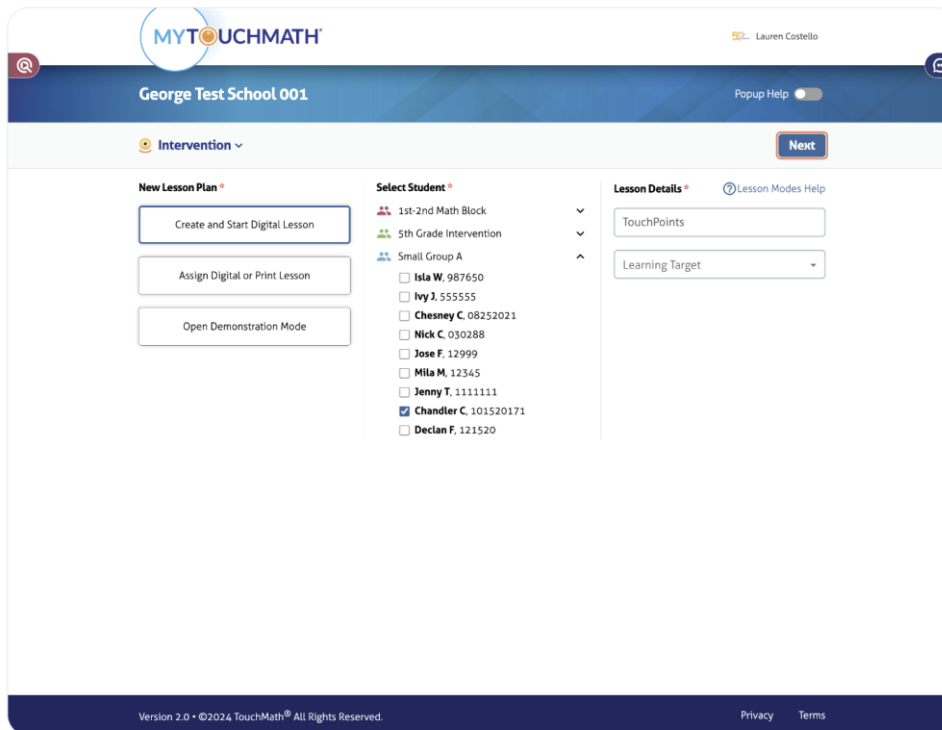 MYTOUCHMATH®
Lauren Costello
George Test School 001
Popup Help
Intervention
Next
New Lesson Plan *
Create and Start Digital Lesson
Assign Digital or Print Lesson
Open Demonstration Mode
Select Student *
1st-2nd Math Block
5th Grade Intervention
Small Group A
Isla W, 987650
Ivy J, 555555
Chesney C, 08252021
Nick C, 030288
Jose F, 12999
Mila M, 12345
Jenny T, 1111111
Chandler C, 101520171
Declan F, 121520
Lesson Details *
Lesson Modes Help
TouchPoints
Learning Target
Version 2.0 • ©2024 TouchMath® All Rights Reserved.
Privacy
Terms